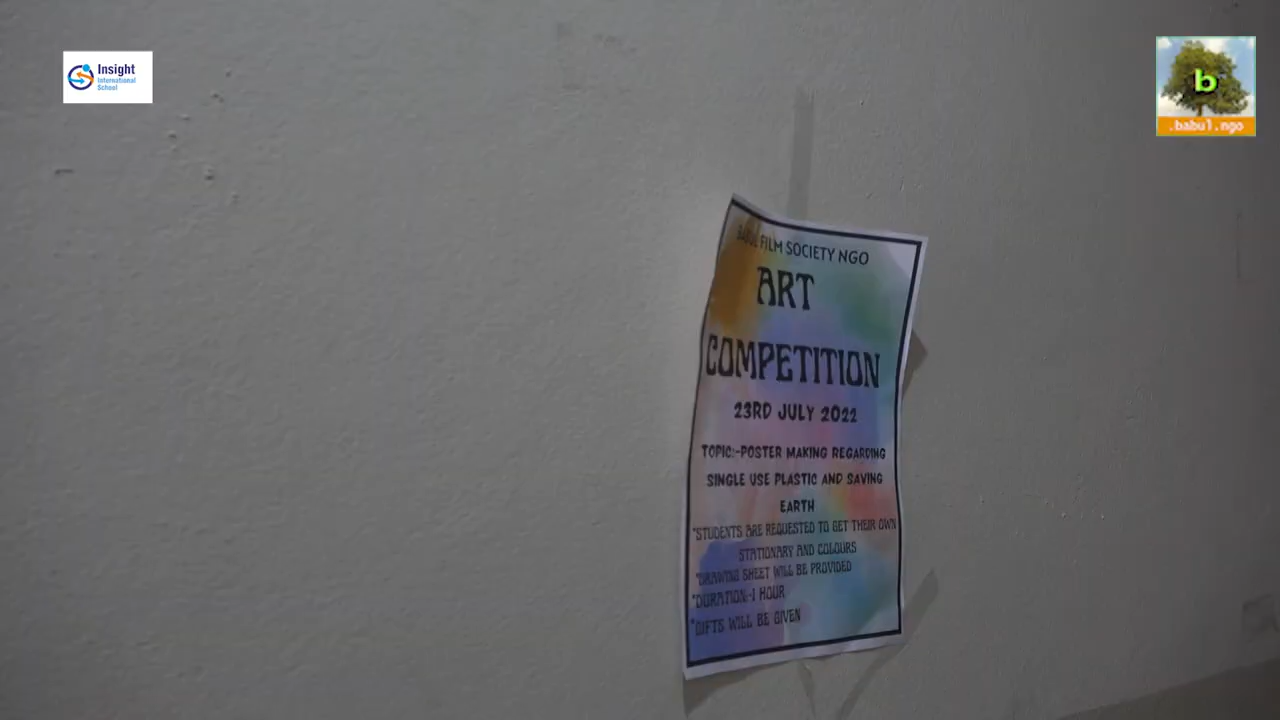 Insight
International
School
b
.babul.ngo
BABUL FILM SOCIETY NGO
ART
COMPETITION
23RD JULY 2022
TOPIC:-POSTER MAKING REGARDING
SINGLE USE PLASTIC AND SAVING
EARTH
*STUDENTS ARE REQUESTED TO GET THEIR OWN
STATIONARY AND COLOURS
*DRAWING SHEET WILL BE PROVIDED
*DURATION:-1 HOUR
*GIFTS WILL BE GIVEN